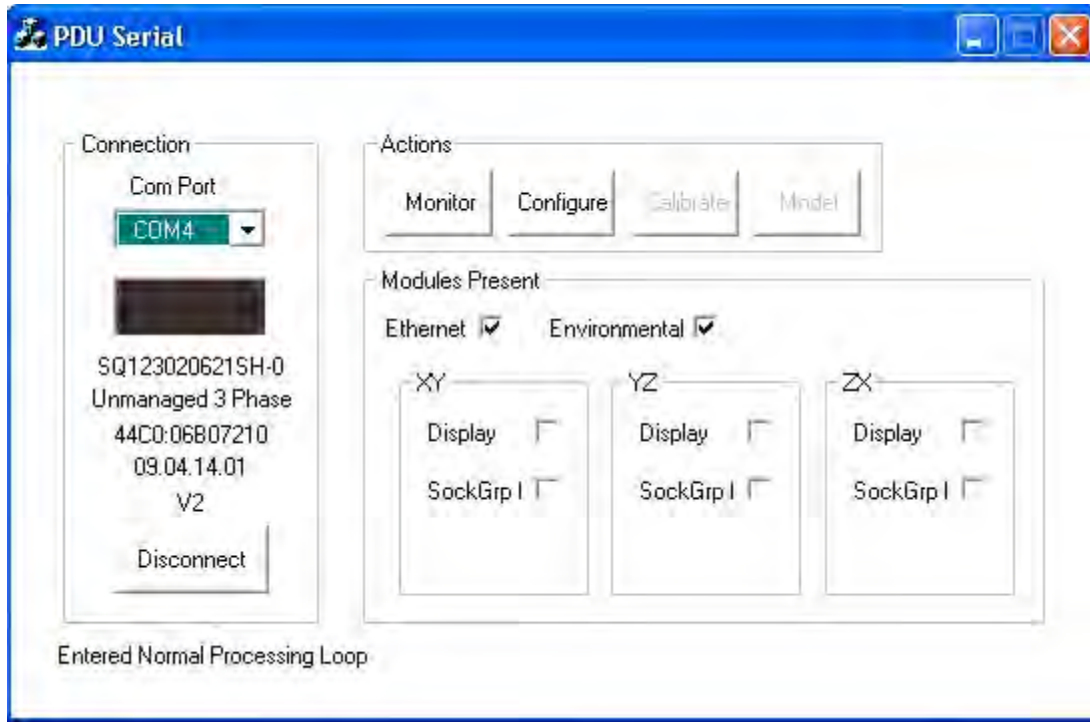 PDU Serial
Connection
Com Port
COM4
SQ123020621SH-0
Unmanaged 3 Phase
44C0:06B07210
09.04.14.01
V2
Disconnect
Actions
Monitor Configure Calibrate Model
Modules Present
Ethernet Environmental
XY YZ ZX
Display Display Display
SockGrp I SockGrp I SockGrp I
Entered Normal Processing Loop